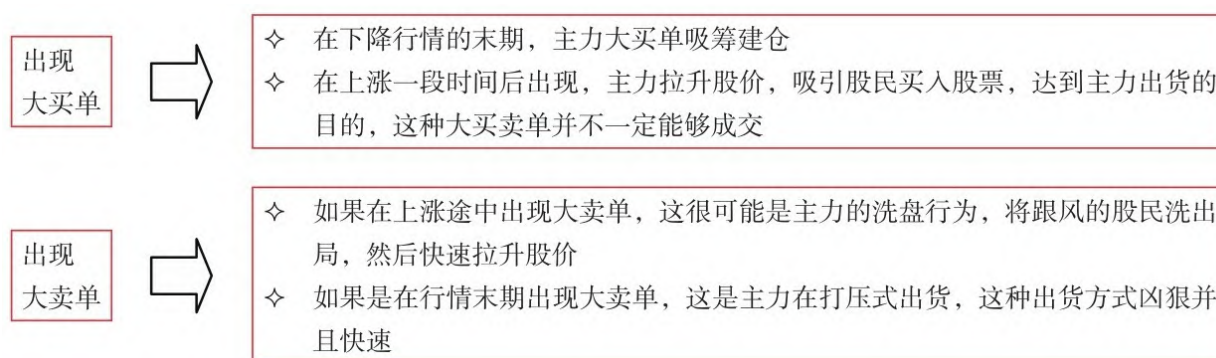 出现
大买单
✧ 在下降行情的末期，主力大买单吸筹建仓
✧ 在上涨一段时间后出现，主力拉升股价，吸引股民买入股票，达到主力出货的
目的，这种大买卖单并不一定能够成交
出现
大卖单
✧ 如果在上涨途中出现大卖单，这很可能是主力的洗盘行为，将跟风的股民洗出
局，然后快速拉升股价
✧ 如果是在行情末期出现大卖单，这是主力在打压式出货，这种出货方式凶狠并
且快速